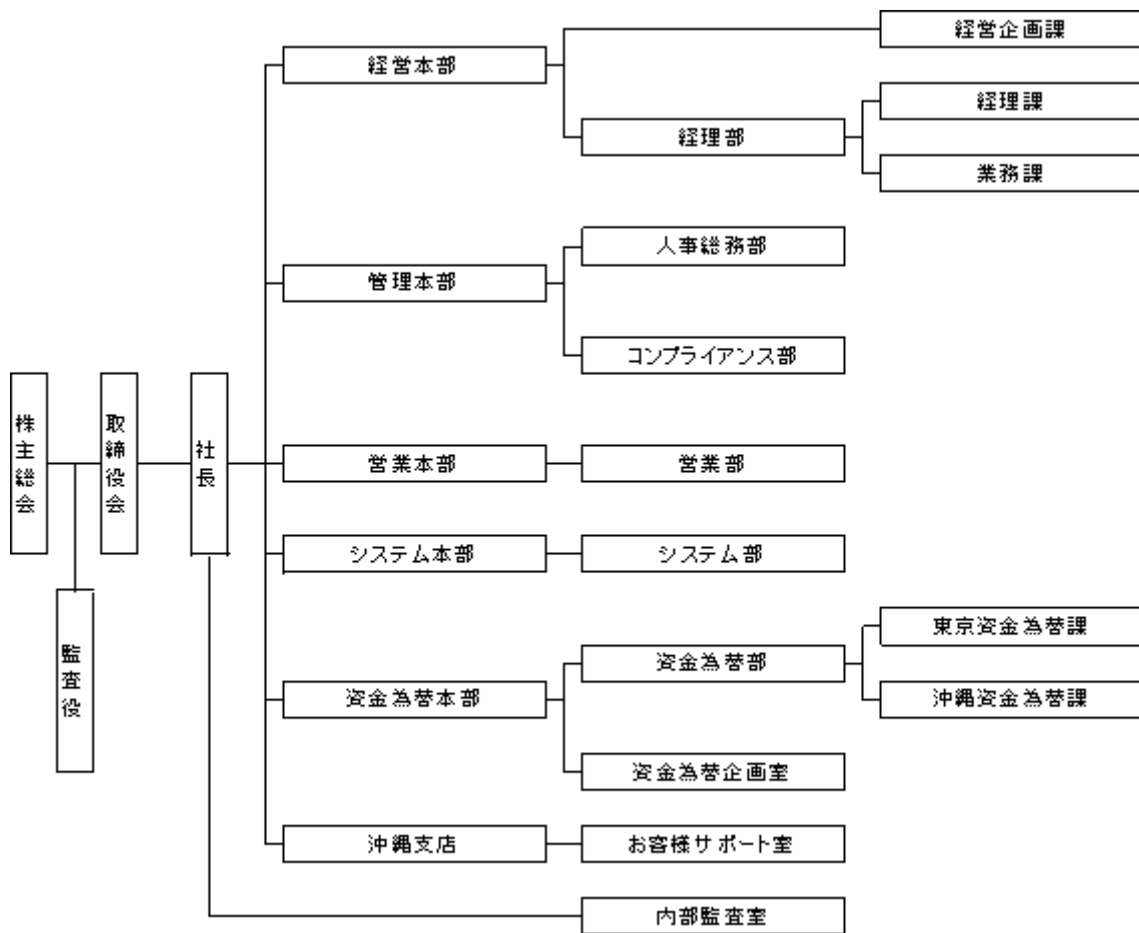 株主総会
監査役
取締役会
社長
経営本部
経営企画課
経理部
経理課
業務課
管理本部
人事総務部
コンプライアンス部
営業本部
営業部
システム本部
システム部
資金為替本部
資金為替部
東京資金為替課
沖縄資金為替課
資金為替企画室
沖縄支店
お客様サポート室
内部監査室